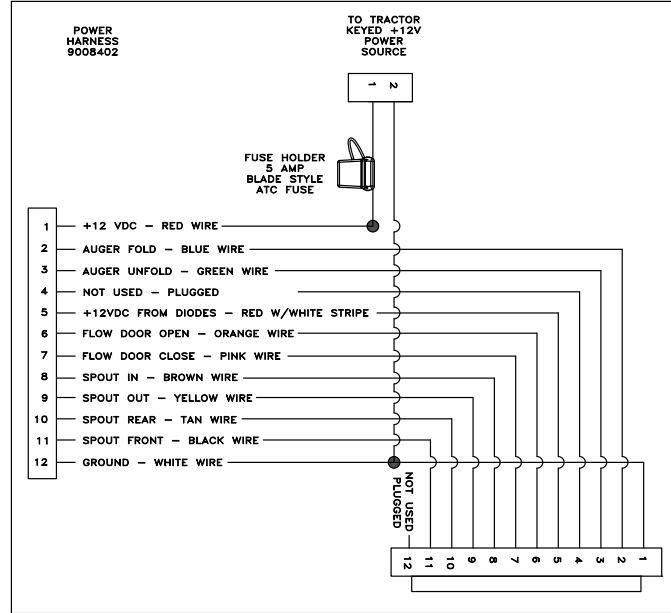 POWER
HARNESS
9008402
TO TRACTOR
KEYED +12V
POWER
SOURCE
1 2
FUSE HOLDER
5 AMP
BLADE STYLE
ATC FUSE
1 +12 VDC – RED WIRE
2 AUGER FOLD – BLUE WIRE
3 AUGER UNFOLD – GREEN WIRE
4 NOT USED – PLUGGED
5 +12VDC FROM DIODES – RED W/WHITE STRIPE
6 FLOW DOOR OPEN – ORANGE WIRE
7 FLOW DOOR CLOSE – PINK WIRE
8 SPOUT IN – BROWN WIRE
9 SPOUT OUT – YELLOW WIRE
10 SPOUT REAR – TAN WIRE
11 SPOUT FRONT – BLACK WIRE
12 GROUND – WHITE WIRE
NOT USED
PLUGGED
12 11 10 9 8 7 6 5 4 3 2 1